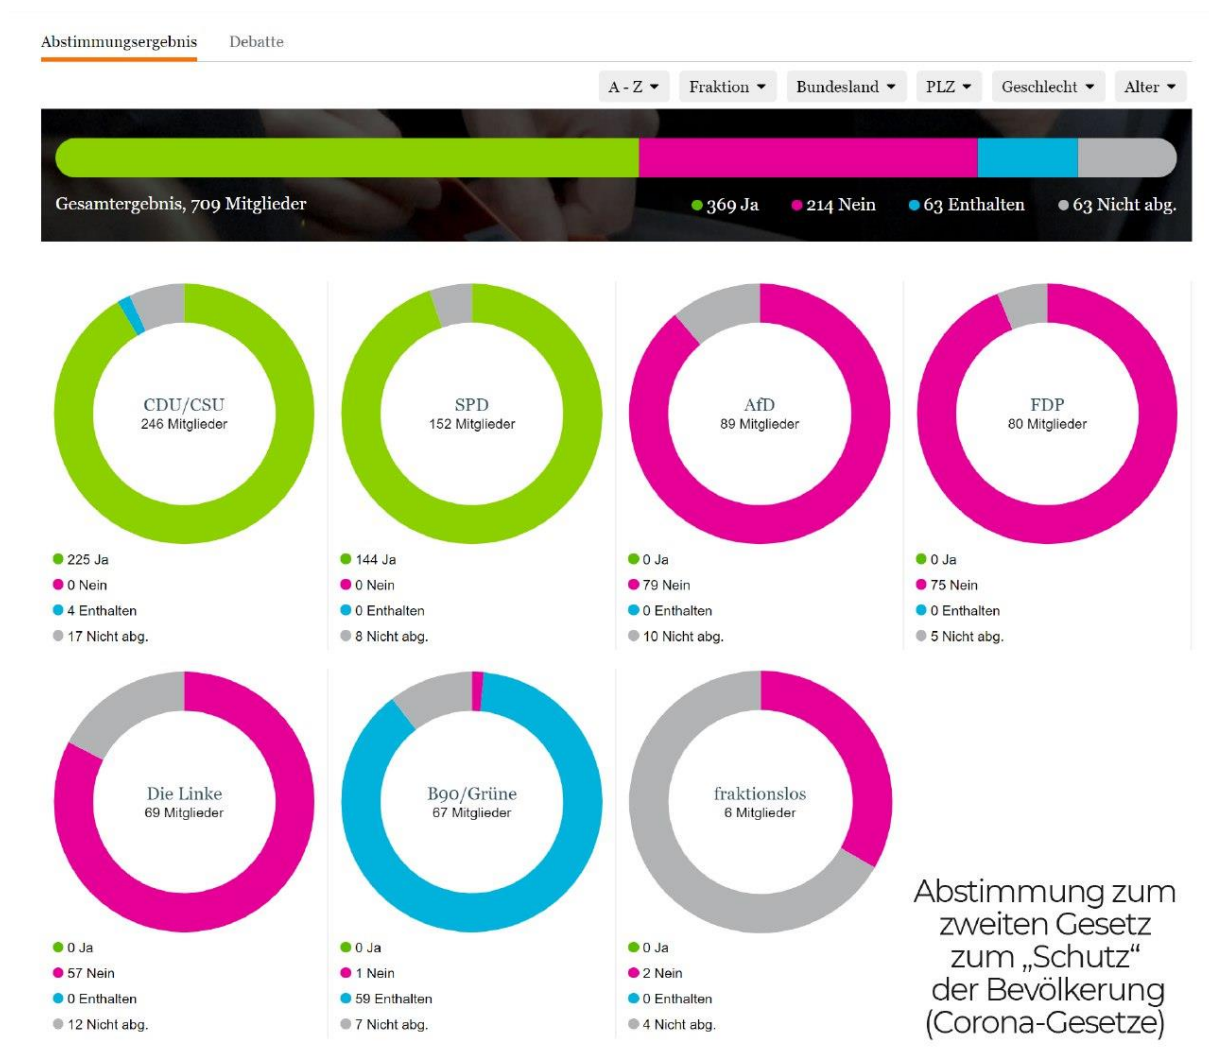 Abstimmungsergebnis Debatte
A - Z Fraktion Bundesland PLZ Geschlecht Alter
Gesamtergebnis, 709 Mitglieder 369 Ja 214 Nein 63 Enthalten 63 Nicht abg.
CDU/CSU
246 Mitglieder
225 Ja
0 Nein
4 Enthalten
17 Nicht abg.
SPD
152 Mitglieder
144 Ja
0 Nein
0 Enthalten
8 Nicht abg.
AfD
89 Mitglieder
0 Ja
79 Nein
0 Enthalten
10 Nicht abg.
FDP
80 Mitglieder
0 Ja
75 Nein
0 Enthalten
5 Nicht abg.
Die Linke
69 Mitglieder
0 Ja
57 Nein
0 Enthalten
12 Nicht abg.
B90/Grüne
67 Mitglieder
0 Ja
1 Nein
59 Enthalten
7 Nicht abg.
fraktionslos
6 Mitglieder
0 Ja
2 Nein
0 Enthalten
4 Nicht abg.
Abstimmung zum
zweiten Gesetz
zum „Schutz“
der Bevölkerung
(Corona-Gesetze)